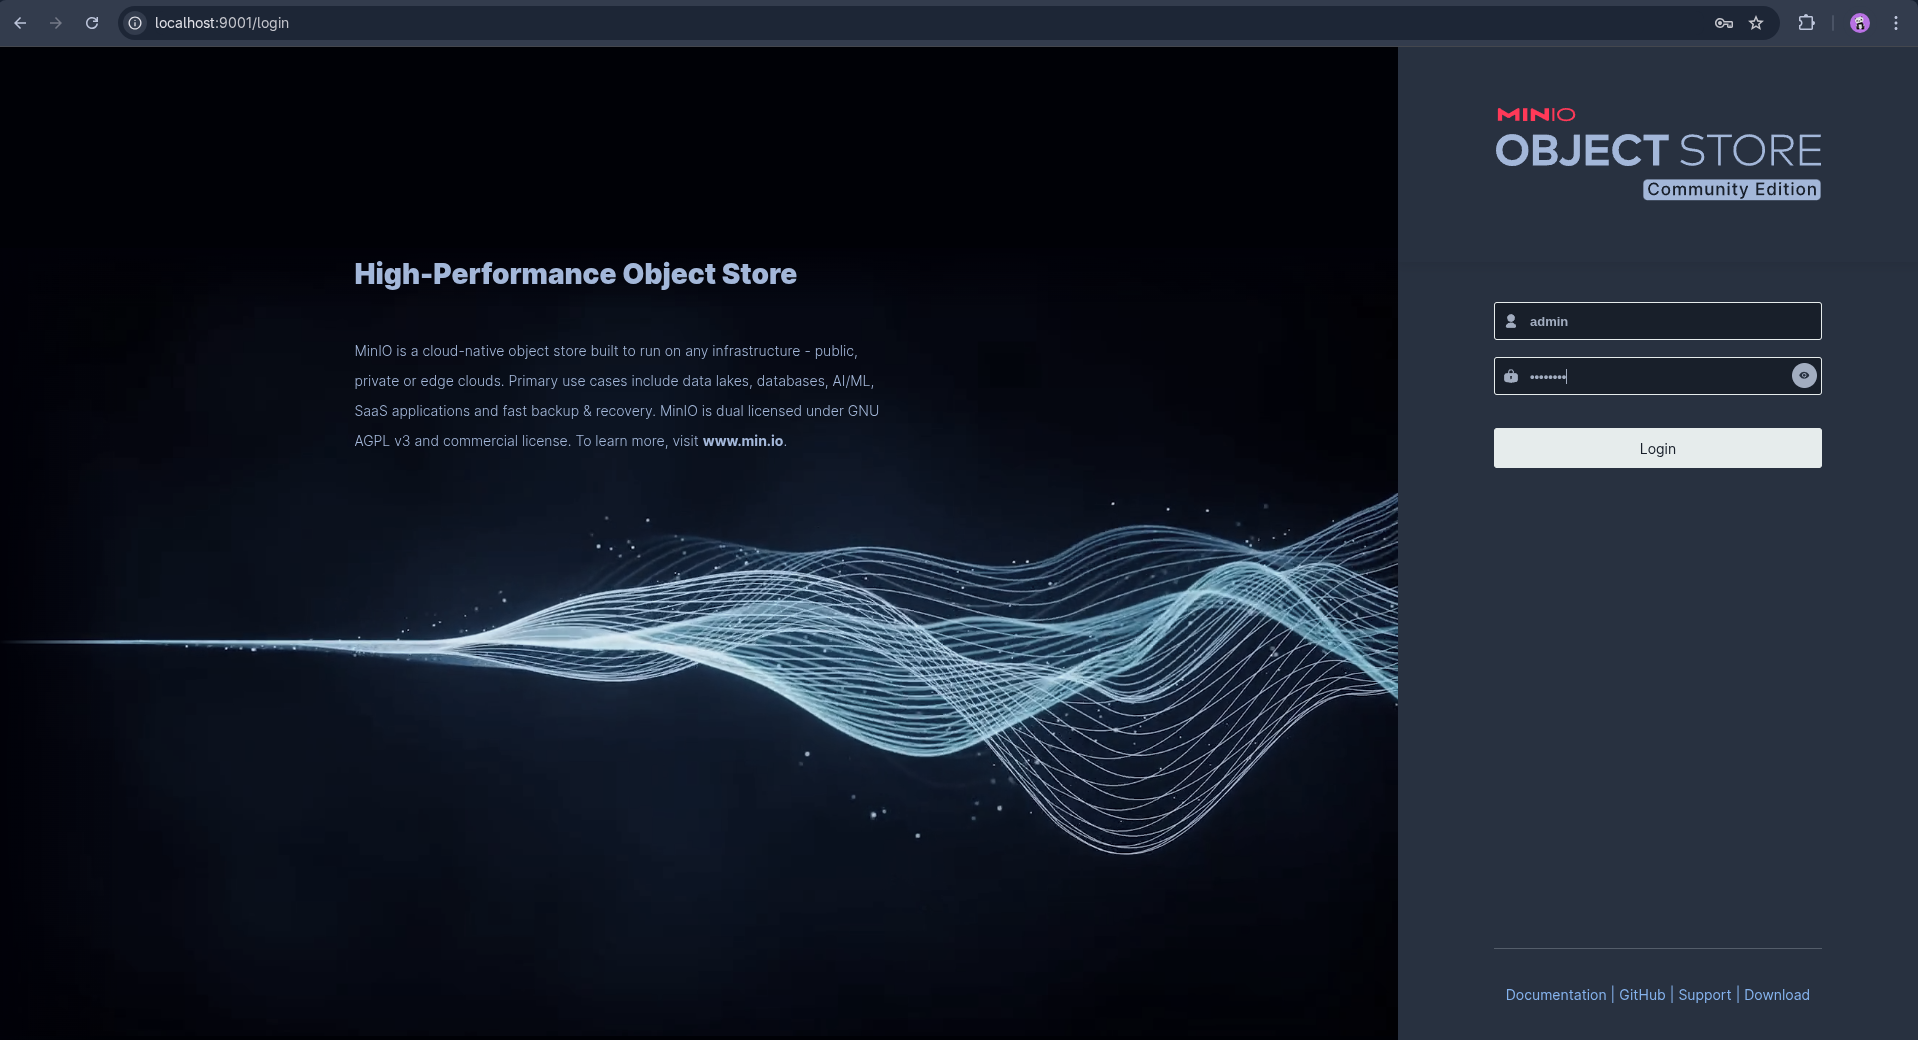 localhost:9001/login
High-Performance Object Store
MinIO is a cloud-native object store built to run on any infrastructure - public,
private or edge clouds. Primary use cases include data lakes, databases, AI/ML,
SaaS applications and fast backup & recovery. MinIO is dual licensed under GNU
AGPL v3 and commercial license. To learn more, visit www.min.io.
MINIO
OBJECT STORE
Community Edition
admin
••••••••
Login
Documentation | GitHub | Support | Download